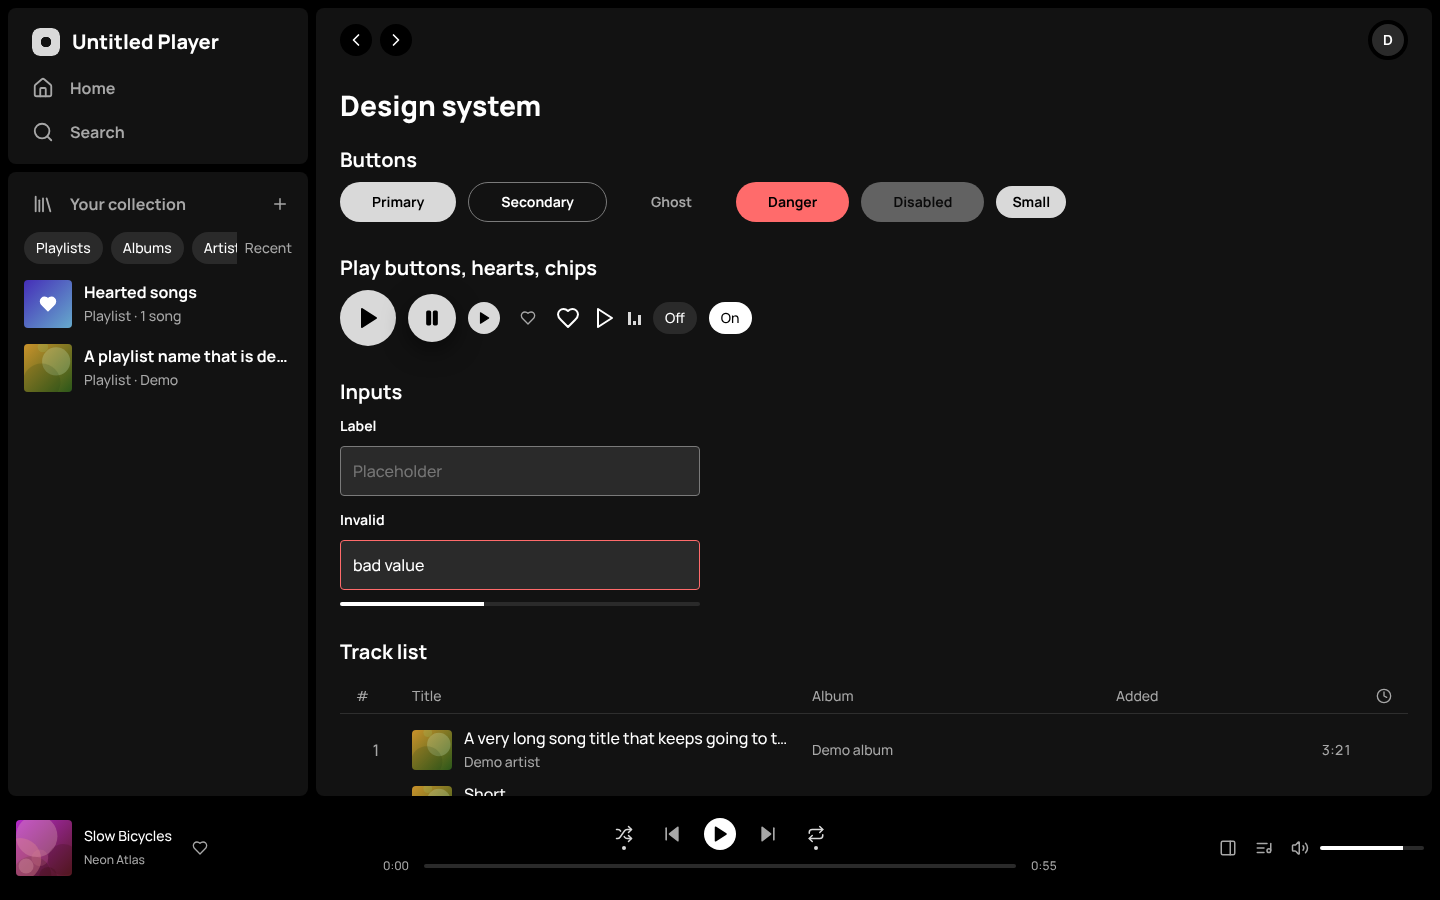 Untitled Player
Home
Search
Your collection
Playlists Albums Artist Recent
Hearted songs
Playlist · 1 song
A playlist name that is de…
Playlist · Demo
D
Design system
Buttons
Primary Secondary Ghost Danger Disabled Small
Play buttons, hearts, chips
Off On
Inputs
Label
Placeholder
Invalid
bad value
Track list
# Title Album Added
1 A very long song title that keeps going to t… Demo album 3:21
Demo artist
Short
Slow Bicycles
Neon Atlas
0:00 0:55